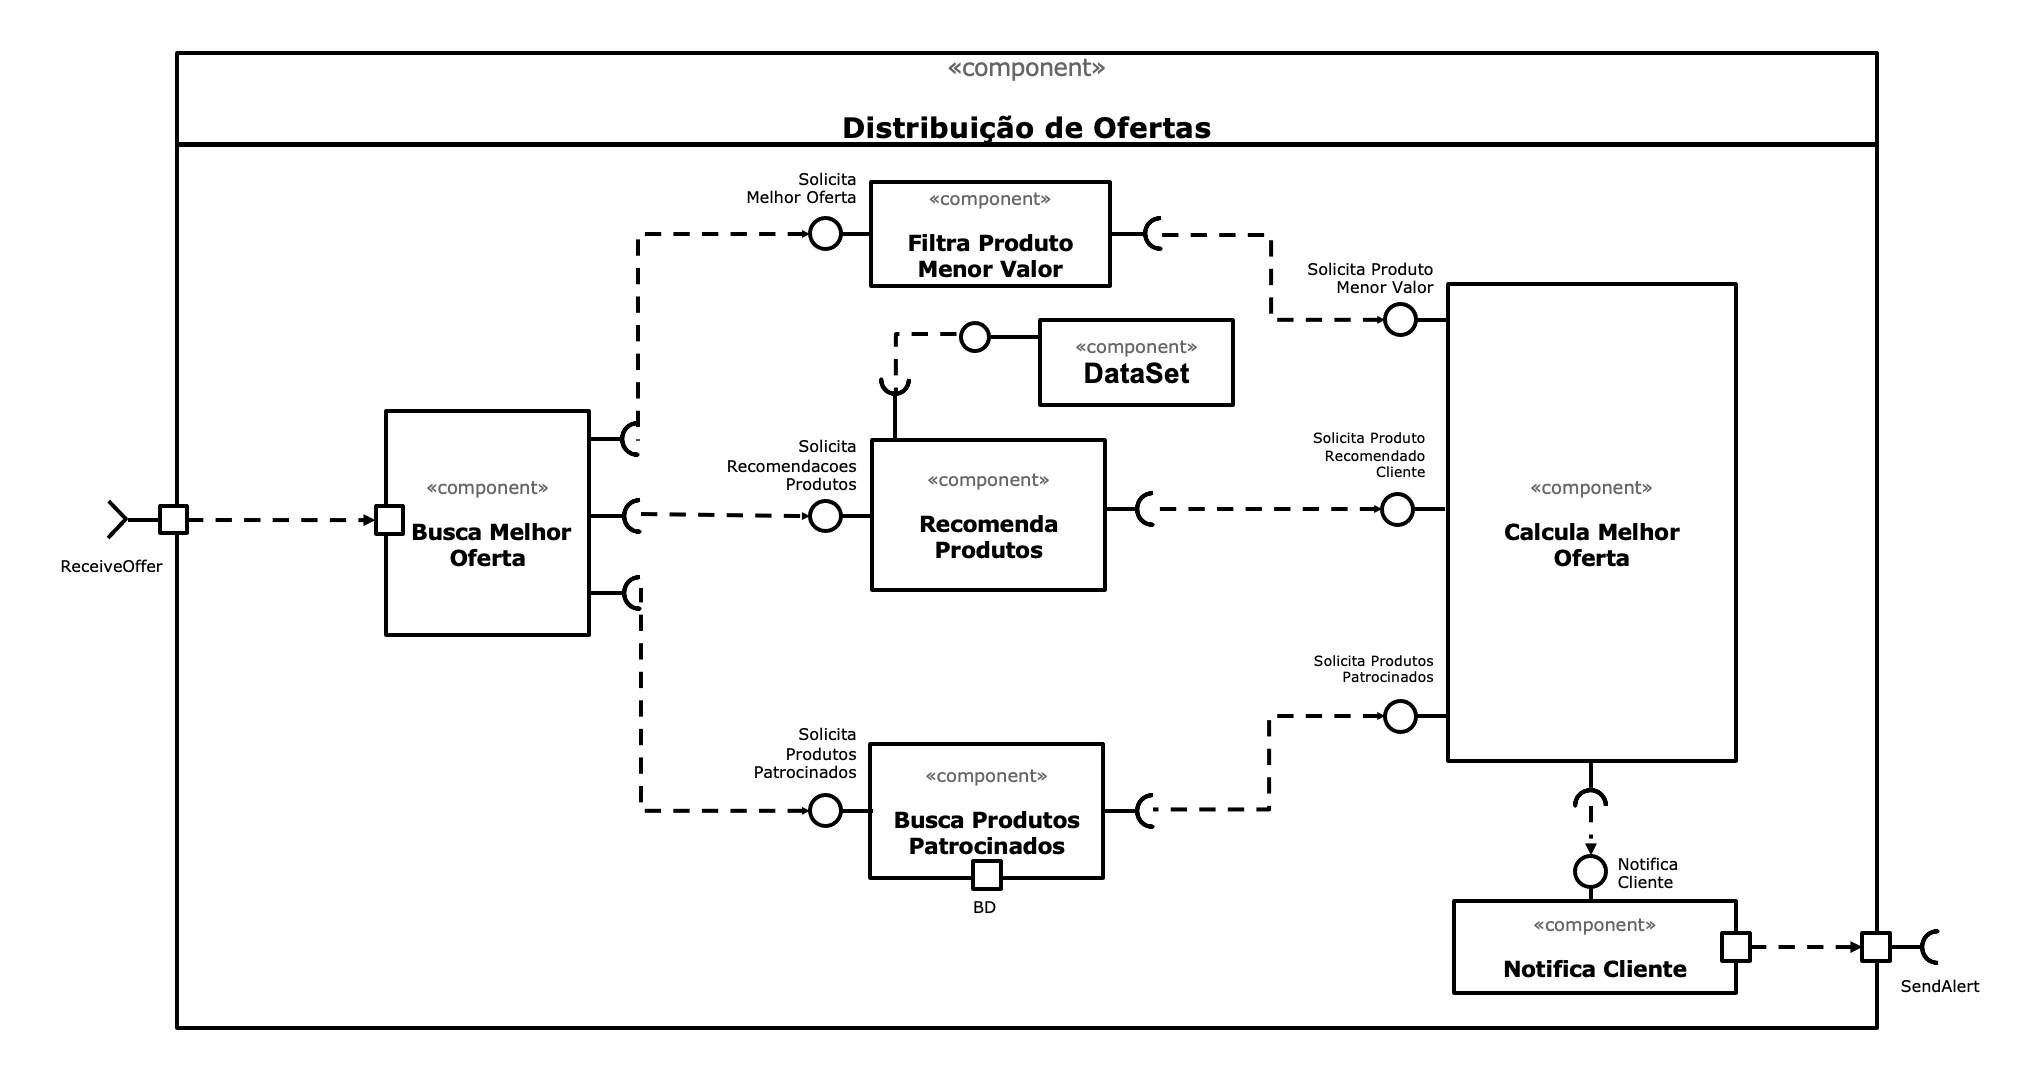 «component»
Distribuição de Ofertas
Solicita
Melhor Oferta
«component»
Filtra Produto
Menor Valor
Solicita Produto
Menor Valor
«component»
DataSet
«component»
Busca Melhor
Oferta
ReceiveOffer
Solicita
Recomendacoes
Produtos
«component»
Recomenda
Produtos
Solicita Produto
Recomendado
Cliente
«component»
Calcula Melhor
Oferta
Solicita Produtos
Patrocinados
Solicita
Produtos
Patrocinados
«component»
Busca Produtos
Patrocinados
BD
Notifica
Cliente
«component»
Notifica Cliente
SendAlert